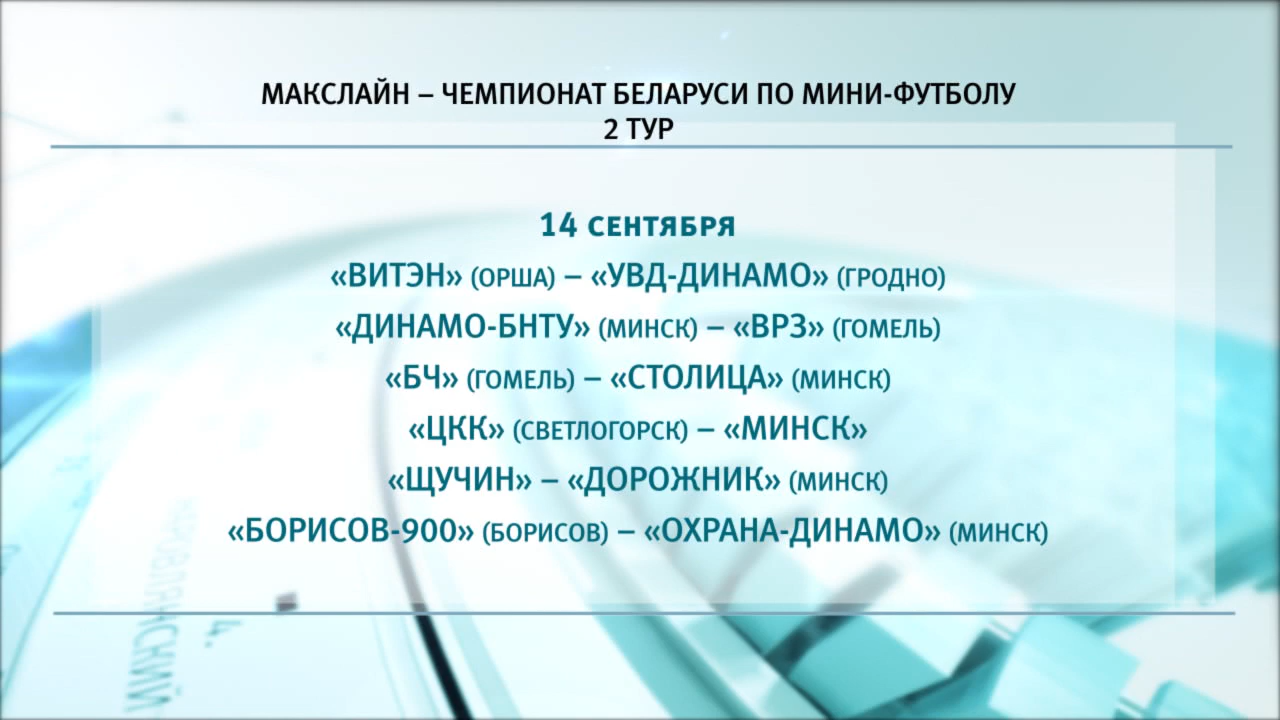 МАКСЛАЙН – ЧЕМПИОНАТ БЕЛАРУСИ ПО МИНИ-ФУТБОЛУ
2 ТУР
14 СЕНТЯБРЯ
«ВИТЭН» (ОРША) – «УВД-ДИНАМО» (ГРОДНО)
«ДИНАМО-БНТУ» (МИНСК) – «ВРЗ» (ГОМЕЛЬ)
«БЧ» (ГОМЕЛЬ) – «СТОЛИЦА» (МИНСК)
«ЦКК» (СВЕТЛОГОРСК) – «МИНСК»
«ЩУЧИН» – «ДОРОЖНИК» (МИНСК)
«БОРИСОВ-900» (БОРИСОВ) – «ОХРАНА-ДИНАМО» (МИНСК)
4.